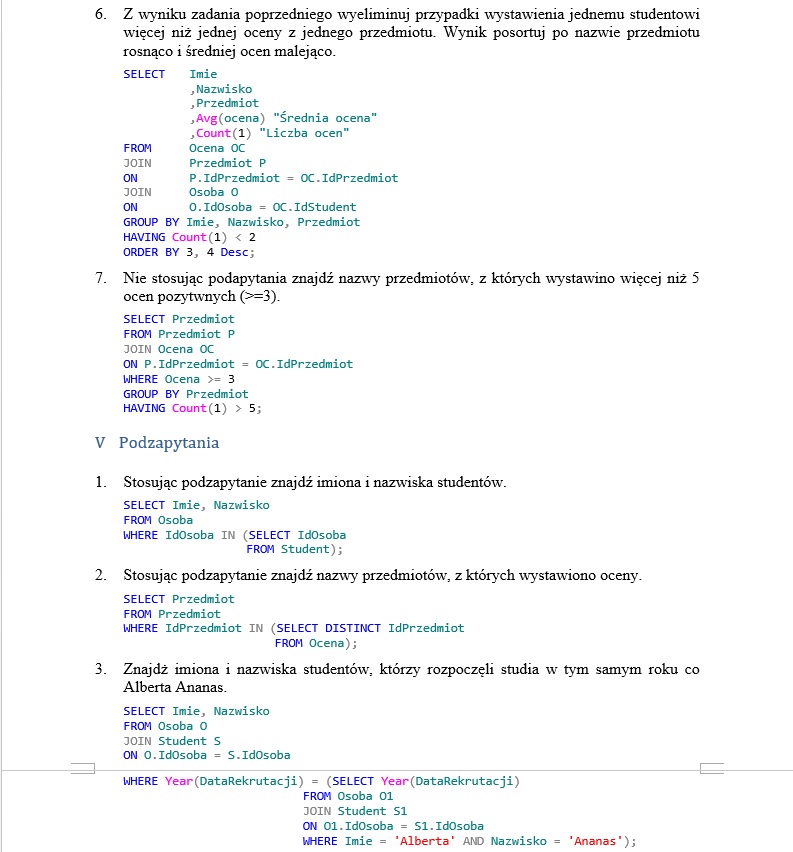 6. Z wyniku zadania poprzedniego wyeliminuj przypadki wystawienia jednemu studentowi
więcej niż jednej oceny z jednego przedmiotu. Wynik posortuj po nazwie przedmiotu
rosnąco i średniej ocen malejąco.
SELECT Imie
,Nazwisko
,Przedmiot
,Avg(ocena) "Średnia ocena"
,Count(1) "Liczba ocen"
FROM Ocena OC
JOIN Przedmiot P
ON P.IdPrzedmiot = OC.IdPrzedmiot
JOIN Osoba O
ON O.IdOsoba = OC.IdStudent
GROUP BY Imie, Nazwisko, Przedmiot
HAVING Count(1) < 2
ORDER BY 3, 4 Desc;
7. Nie stosując podapytania znajdź nazwy przedmiotów, z których wystawino więcej niż 5
ocen pozytwnych (>=3).
SELECT Przedmiot
FROM Przedmiot P
JOIN Ocena OC
ON P.IdPrzedmiot = OC.IdPrzedmiot
WHERE Ocena >= 3
GROUP BY Przedmiot
HAVING Count(1) > 5;
V Podzapytania
1. Stosując podzapytanie znajdź imiona i nazwiska studentów.
SELECT Imie, Nazwisko
FROM Osoba
WHERE IdOsoba IN (SELECT IdOsoba
FROM Student);
2. Stosując podzapytanie znajdź nazwy przedmiotów, z których wystawiono oceny.
SELECT Przedmiot
FROM Przedmiot
WHERE IdPrzedmiot IN (SELECT DISTINCT IdPrzedmiot
FROM Ocena);
3. Znajdź imiona i nazwiska studentów, którzy rozpoczęli studia w tym samym roku co
Alberta Ananas.
SELECT Imie, Nazwisko
FROM Osoba O
JOIN Student S
ON O.IdOsoba = S.IdOsoba
WHERE Year(DataRekrutacji) = (SELECT Year(DataRekrutacji)
FROM Osoba O1
JOIN Student S1
ON O1.IdOsoba = S1.IdOsoba
WHERE Imie = 'Alberta' AND Nazwisko = 'Ananas');